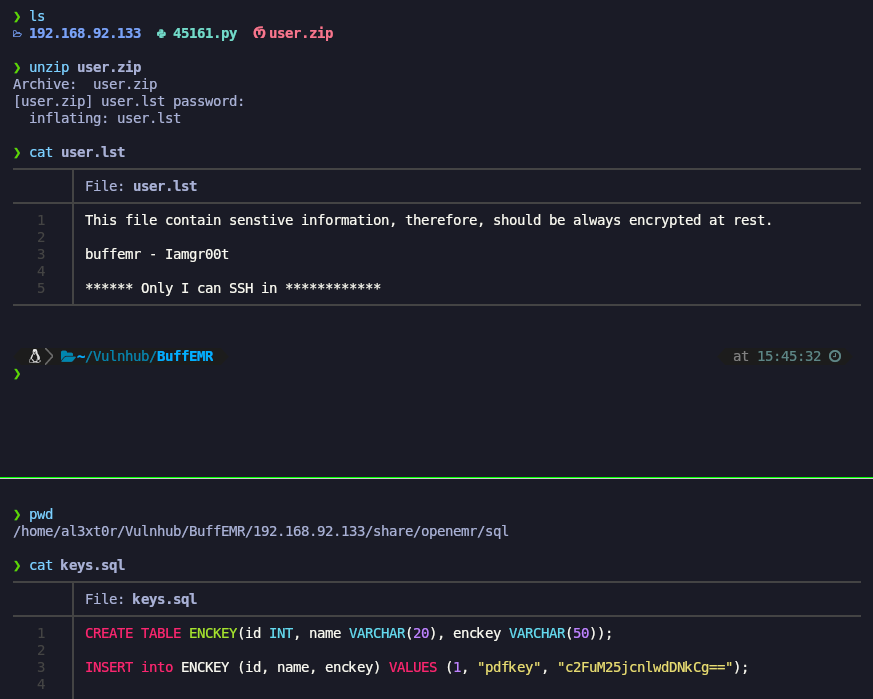 ❯ ls
192.168.92.133 45161.py user.zip
❯ unzip user.zip
Archive:  user.zip
[user.zip] user.lst password:
  inflating: user.lst
❯ cat user.lst
File: user.lst
1 This file contain senstive information, therefore, should be always encrypted at rest.
2
3 buffemr - Iamgr00t
4
5 ****** Only I can SSH in ************
~/Vulnhub/BuffEMR at 15:45:32
❯
❯ pwd
/home/al3xt0r/Vulnhub/BuffEMR/192.168.92.133/share/openemr/sql
❯ cat keys.sql
File: keys.sql
1 CREATE TABLE ENCKEY(id INT, name VARCHAR(20), enckey VARCHAR(50));
2
3 INSERT into ENCKEY (id, name, enckey) VALUES (1, "pdfkey", "c2FuM25jcnlwdDNkCg==");
4